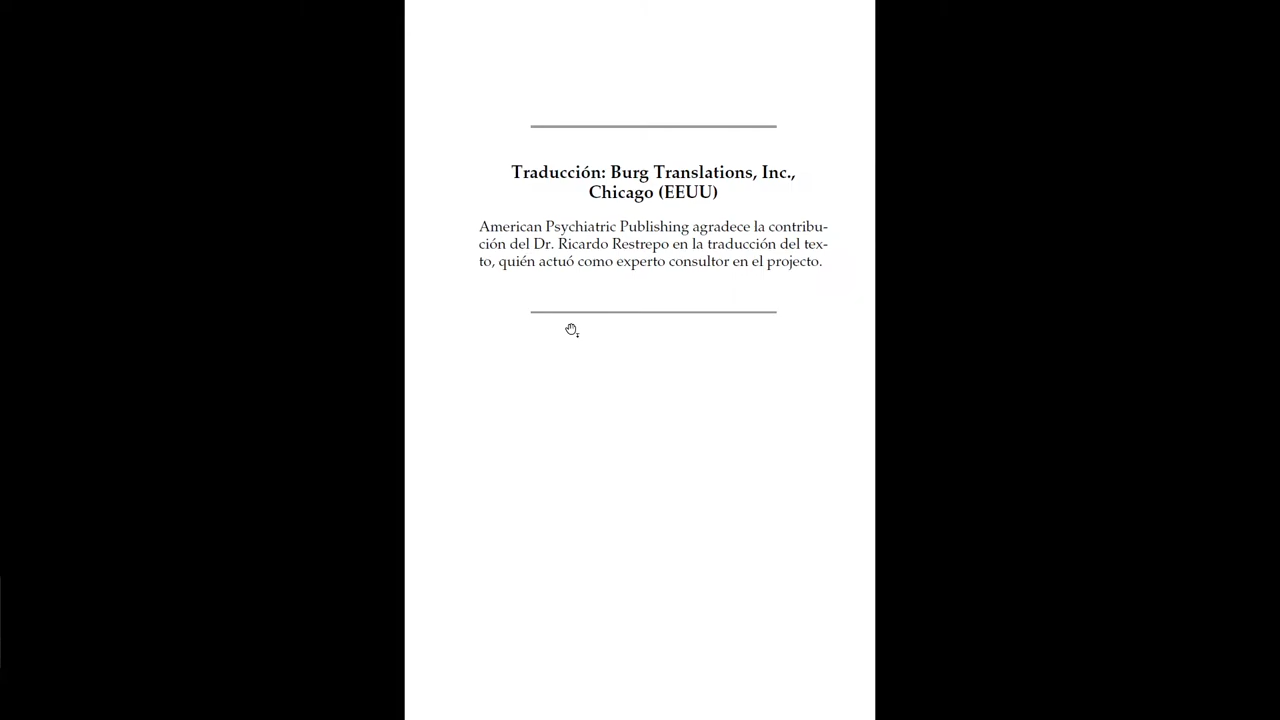 Traducción: Burg Translations, Inc.,
Chicago (EEUU)
American Psychiatric Publishing agradece la contribu-
ción del Dr. Ricardo Restrepo en la traducción del tex-
to, quién actuó como experto consultor en el projecto.